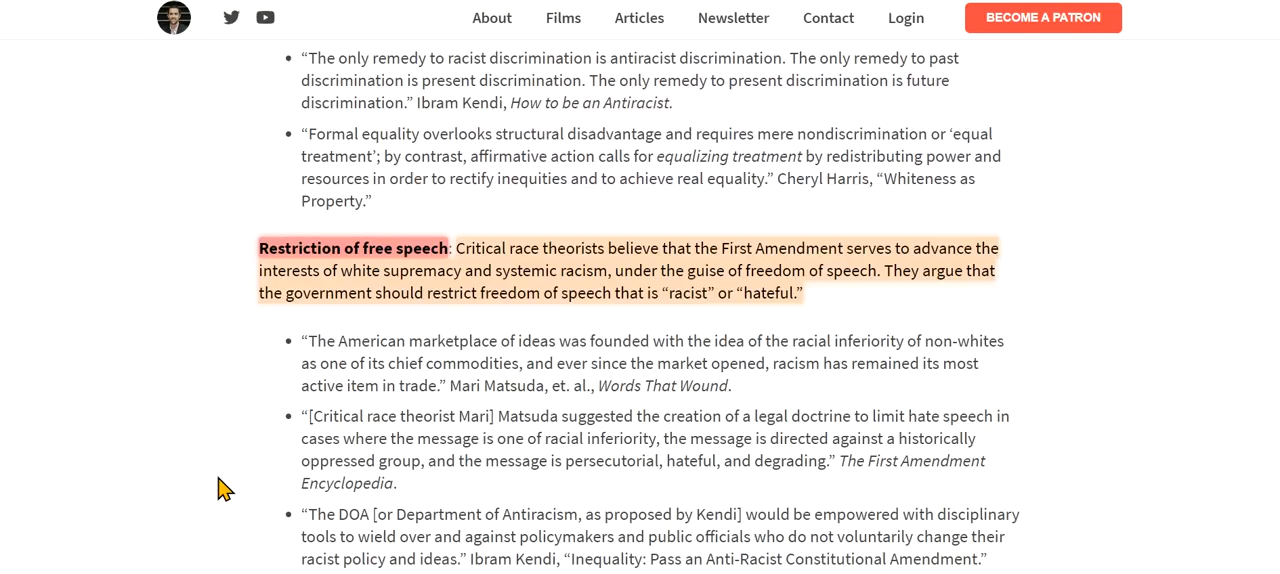 About Films Articles Newsletter Contact Login BECOME A PATRON
• “The only remedy to racist discrimination is antiracist discrimination. The only remedy to past
discrimination is present discrimination. The only remedy to present discrimination is future
discrimination.” Ibram Kendi, How to be an Antiracist.
• “Formal equality overlooks structural disadvantage and requires mere nondiscrimination or ‘equal
treatment’; by contrast, affirmative action calls for equalizing treatment by redistributing power and
resources in order to rectify inequities and to achieve real equality.” Cheryl Harris, “Whiteness as
Property.”
Restriction of free speech: Critical race theorists believe that the First Amendment serves to advance the
interests of white supremacy and systemic racism, under the guise of freedom of speech. They argue that
the government should restrict freedom of speech that is “racist” or “hateful.”
• “The American marketplace of ideas was founded with the idea of the racial inferiority of non-whites
as one of its chief commodities, and ever since the market opened, racism has remained its most
active item in trade.” Mari Matsuda, et. al., Words That Wound.
• “[Critical race theorist Mari] Matsuda suggested the creation of a legal doctrine to limit hate speech in
cases where the message is one of racial inferiority, the message is directed against a historically
oppressed group, and the message is persecutorial, hateful, and degrading.” The First Amendment
Encyclopedia.
• “The DOA [or Department of Antiracism, as proposed by Kendi] would be empowered with disciplinary
tools to wield over and against policymakers and public officials who do not voluntarily change their
racist policy and ideas.” Ibram Kendi, “Inequality: Pass an Anti-Racist Constitutional Amendment.”